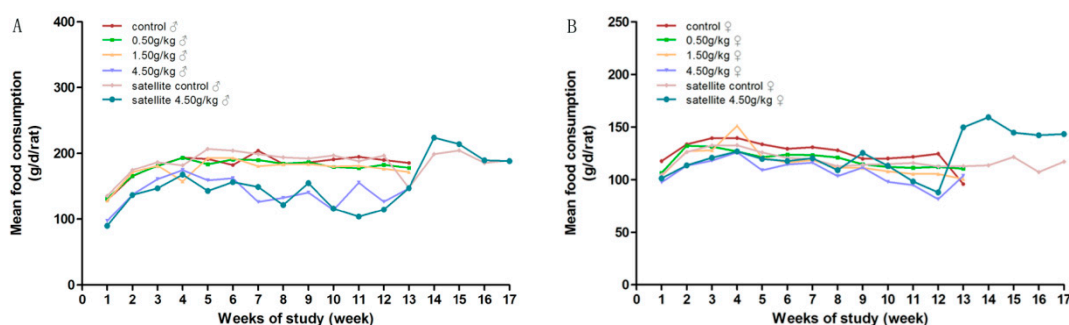 A
control ♂
0.50g/kg ♂
1.50g/kg ♂
4.50g/kg ♂
satellite control ♂
satellite 4.50g/kg ♂
Mean food consumption
(g/d/rat)
400
300
200
100
0
0 1 2 3 4 5 6 7 8 9 10 11 12 13 14 15 16 17
Weeks of study (week)
B
control ♀
0.50g/kg ♀
1.50g/kg ♀
4.50g/kg ♀
satellite control ♀
satellite 4.50g/kg ♀
Mean food consumption
(g/d/rat)
250
200
150
100
50
0
0 1 2 3 4 5 6 7 8 9 10 11 12 13 14 15 16 17
Weeks of study (week)